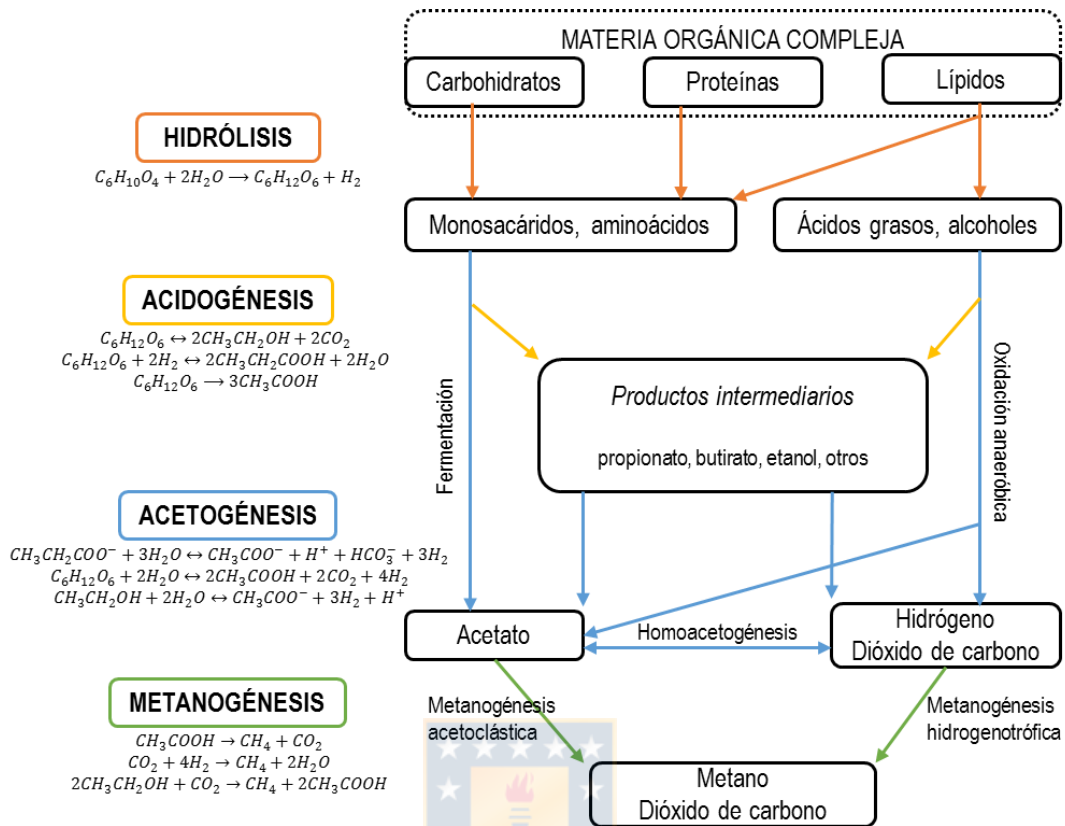 MATERIA ORGÁNICA COMPLEJA
Carbohidratos
Proteínas
Lípidos
HIDRÓLISIS
C₆H₁₀O₄ + 2H₂O ⟶ C₆H₁₂O₆ + H₂
Monosacáridos, aminoácidos
Ácidos grasos, alcoholes
ACIDOGÉNESIS
C₆H₁₂O₆ ↔ 2CH₃CH₂OH + 2CO₂
C₆H₁₂O₆ + 2H₂ ↔ 2CH₃CH₂COOH + 2H₂O
C₆H₁₂O₆ → 3CH₃COOH
Fermentación
Productos intermediarios
propionato, butirato, etanol, otros
Oxidación anaeróbica
ACETOGÉNESIS
CH₃CH₂COO⁻ + 3H₂O ↔ CH₃COO⁻ + H⁺ + HCO₃⁻ + 3H₂
C₆H₁₂O₆ + 2H₂O ↔ 2CH₃COOH + 2CO₂ + 4H₂
CH₃CH₂OH + 2H₂O ↔ CH₃COO⁻ + 3H₂ + H⁺
Acetato
Homoacetogénesis
Hidrógeno
Dióxido de carbono
METANOGÉNESIS
CH₃COOH → CH₄ + CO₂
CO₂ + 4H₂ → CH₄ + 2H₂O
2CH₃CH₂OH + CO₂ → CH₄ + 2CH₃COOH
Metanogénesis
acetoclástica
Metanogénesis
hidrogenotrófica
Metano
Dióxido de carbono